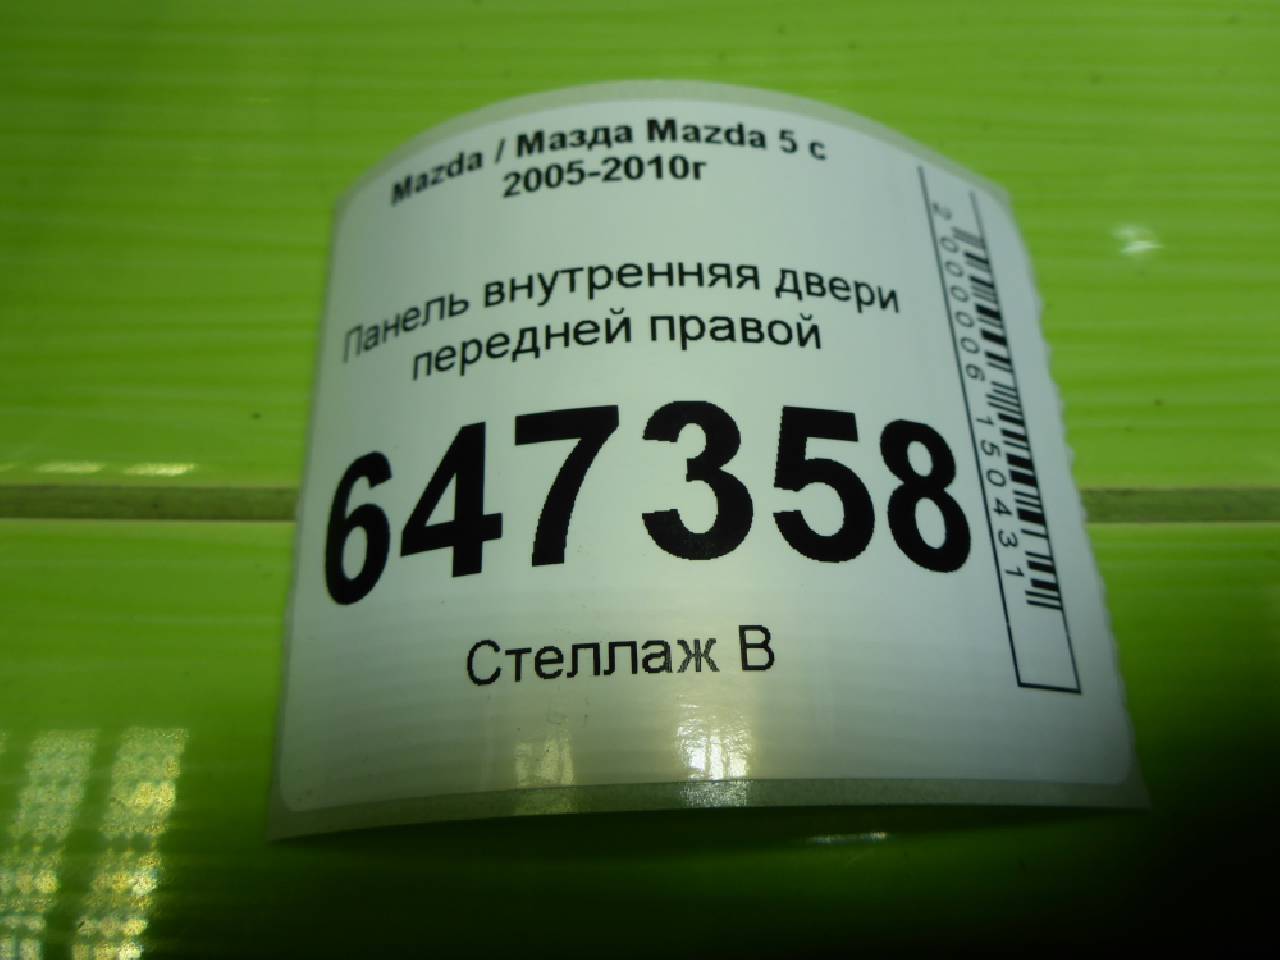 Mazda / Мазда Mazda 5 с
2005-2010г
Панель внутренняя двери
передней правой
647358
Стеллаж В
2000006150431